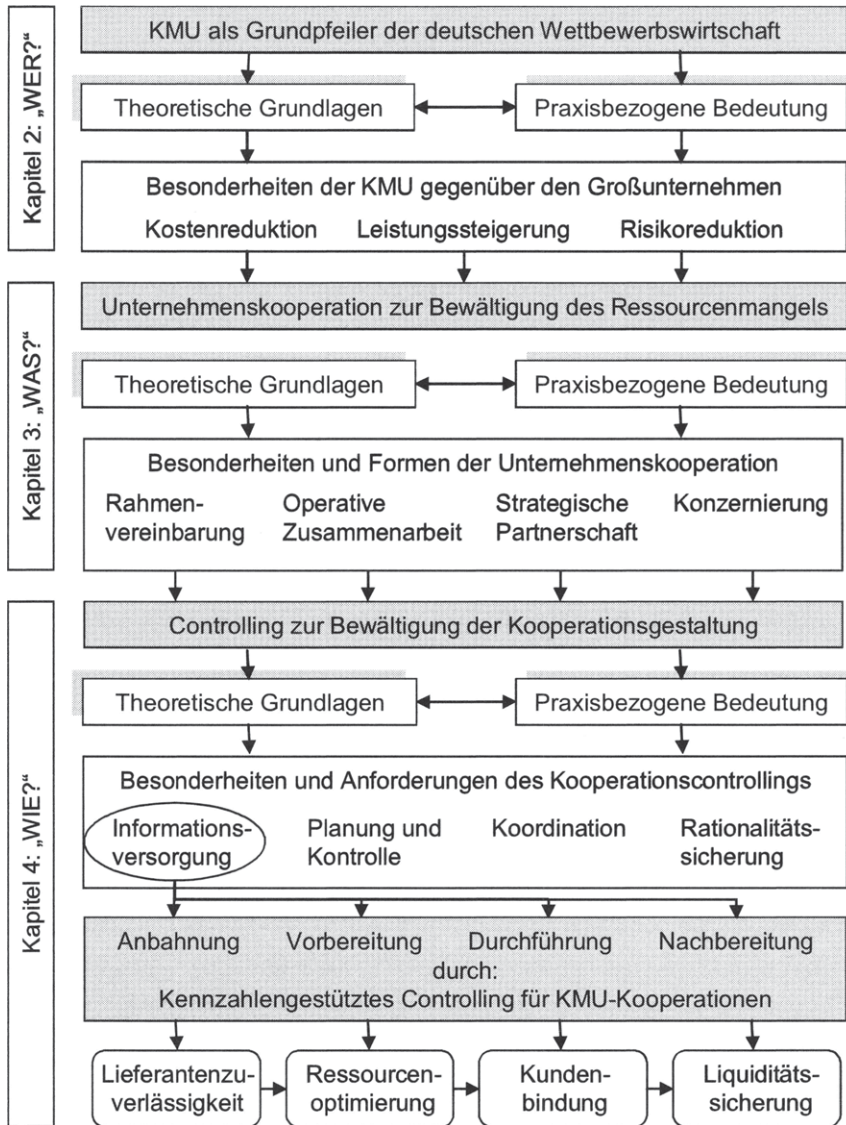 Kapitel 2: „WER?“
KMU als Grundpfeiler der deutschen Wettbewerbswirtschaft
Theoretische Grundlagen
Praxisbezogene Bedeutung
Besonderheiten der KMU gegenüber den Großunternehmen
Kostenreduktion Leistungssteigerung Risikoreduktion
Kapitel 3: „WAS?“
Unternehmenskooperation zur Bewältigung des Ressourcenmangels
Theoretische Grundlagen
Praxisbezogene Bedeutung
Besonderheiten und Formen der Unternehmenskooperation
Rahmen-
vereinbarung
Operative
Zusammenarbeit
Strategische
Partnerschaft
Konzernierung
Kapitel 4: „WIE?“
Controlling zur Bewältigung der Kooperationsgestaltung
Theoretische Grundlagen
Praxisbezogene Bedeutung
Besonderheiten und Anforderungen des Kooperationscontrollings
Informations-
versorgung
Planung und
Kontrolle
Koordination
Rationalitäts-
sicherung
Anbahnung Vorbereitung Durchführung Nachbereitung
durch:
Kennzahlengestütztes Controlling für KMU-Kooperationen
Lieferantenzu-
verlässigkeit
Ressourcen-
optimierung
Kunden-
bindung
Liquiditäts-
sicherung